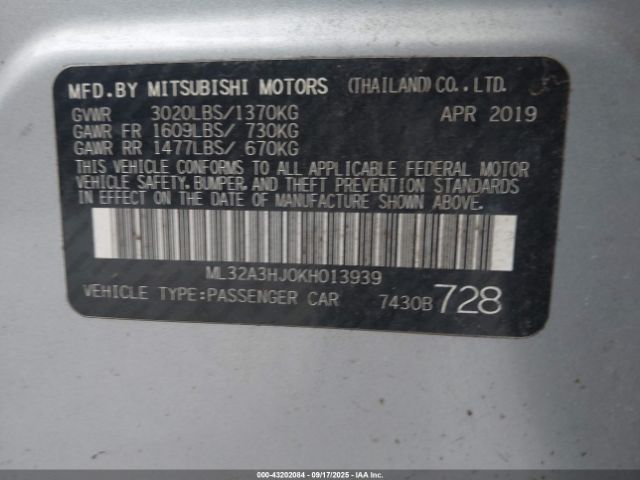 MFD.BY MITSUBISHI MOTORS (THAILAND)CO.,LTD.
GVWR 3020LBS/1370KG APR 2019
GAWR FR 1609LBS/ 730KG
GAWR RR 1477LBS/ 670KG
THIS VEHICLE CONFORMS TO ALL APPLICABLE FEDERAL MOTOR
VEHICLE SAFETY, BUMPER, AND THEFT PREVENTION STANDARDS
IN EFFECT ON THE DATE OF MANUFACTURE SHOWN ABOVE.
ML32A3HJ0KH013939
VEHICLE TYPE:PASSENGER CAR 7430B 728
000-43202084 - 09/17/2025 - IAA Inc.